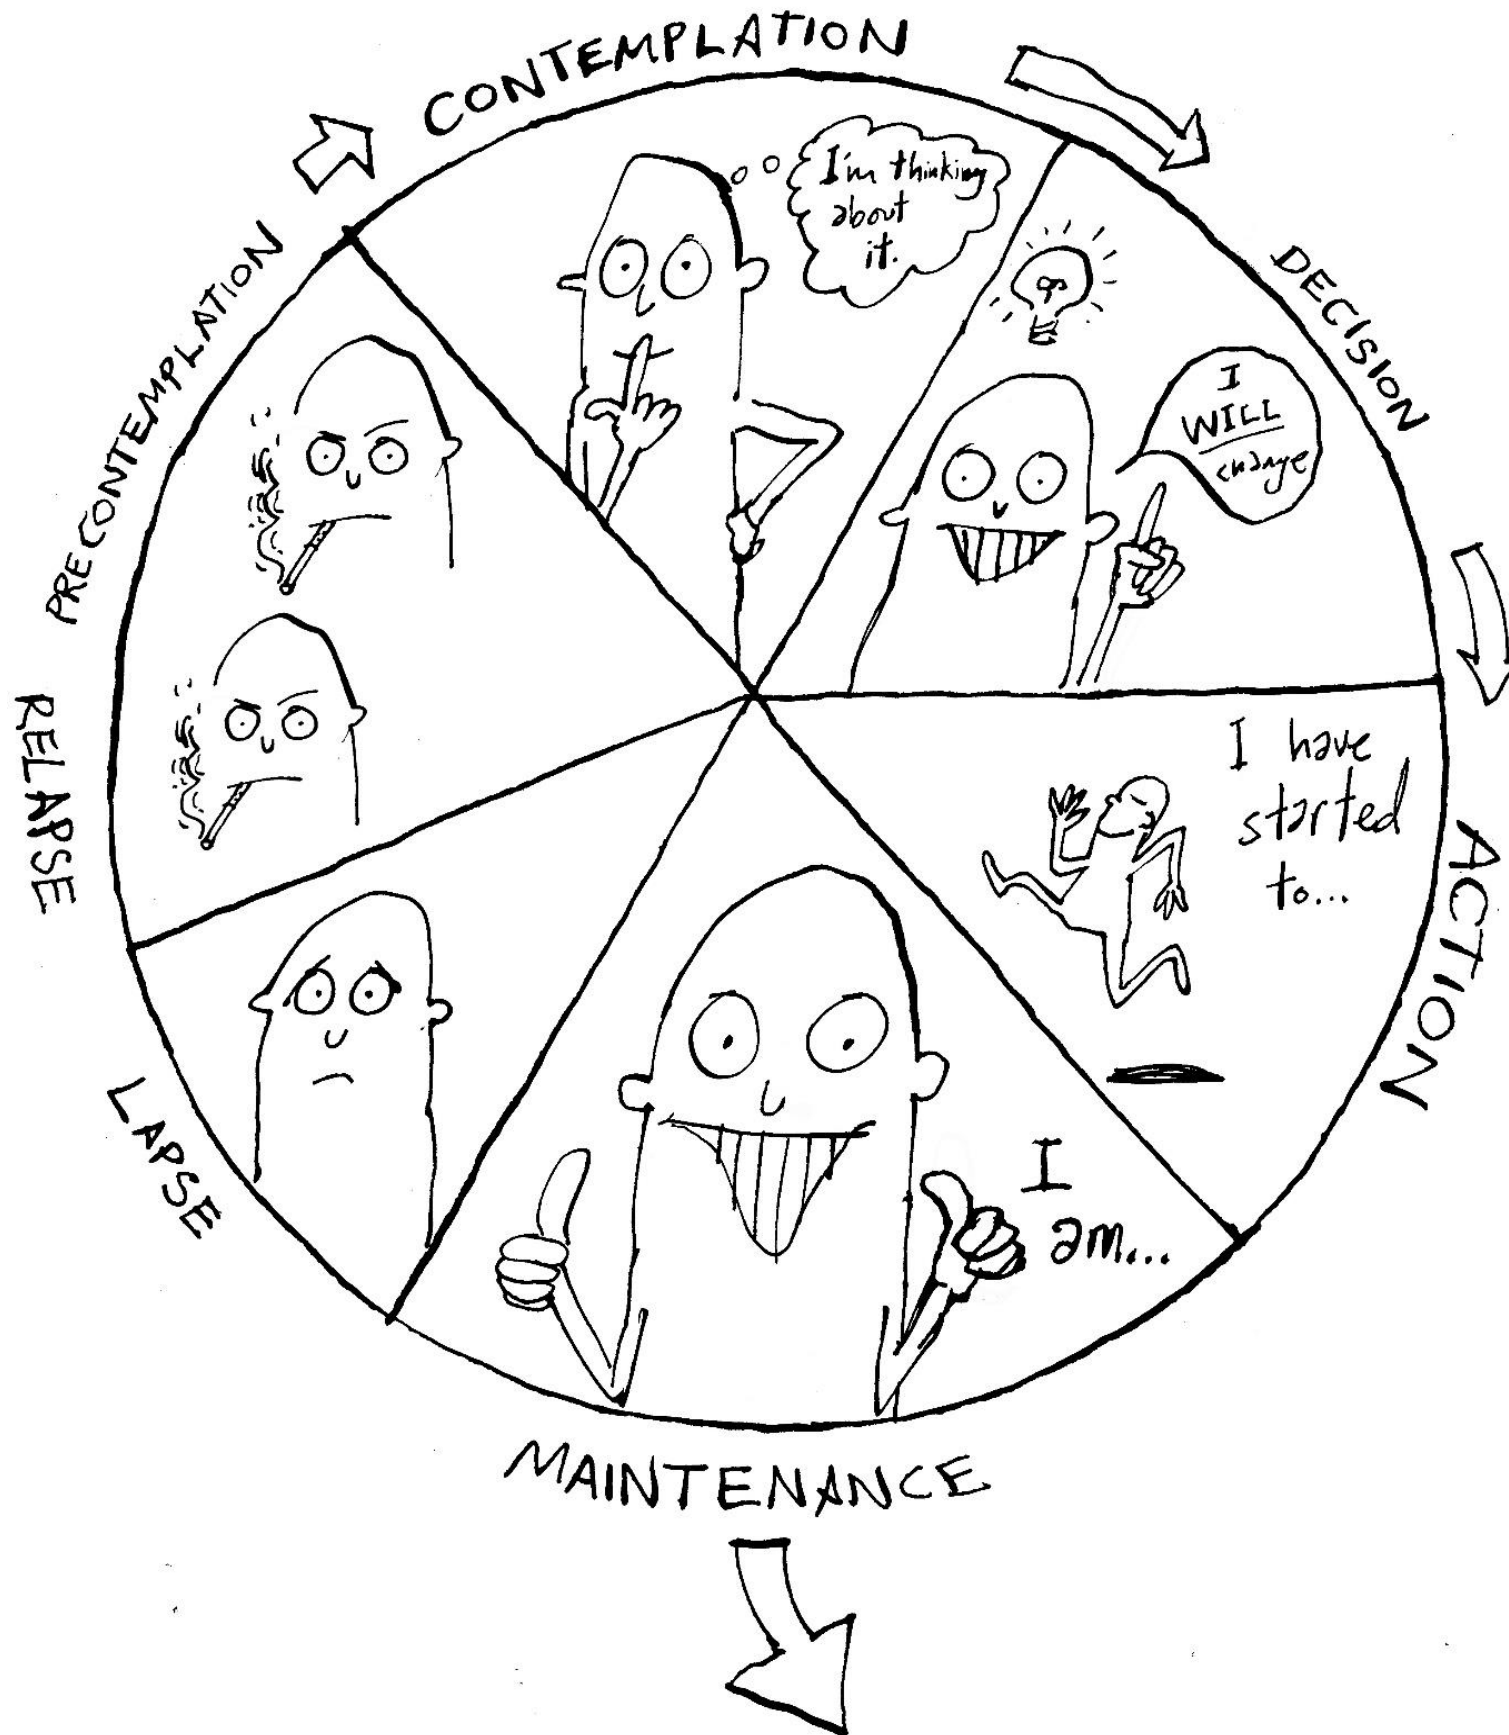 CONTEMPLATION
I'm thinking
about
it.
DECISION
I
WILL
change
I have
started
to...
ACTION
I
am...
MAINTENANCE
LAPSE
RELAPSE
PRECONTEMPLATION